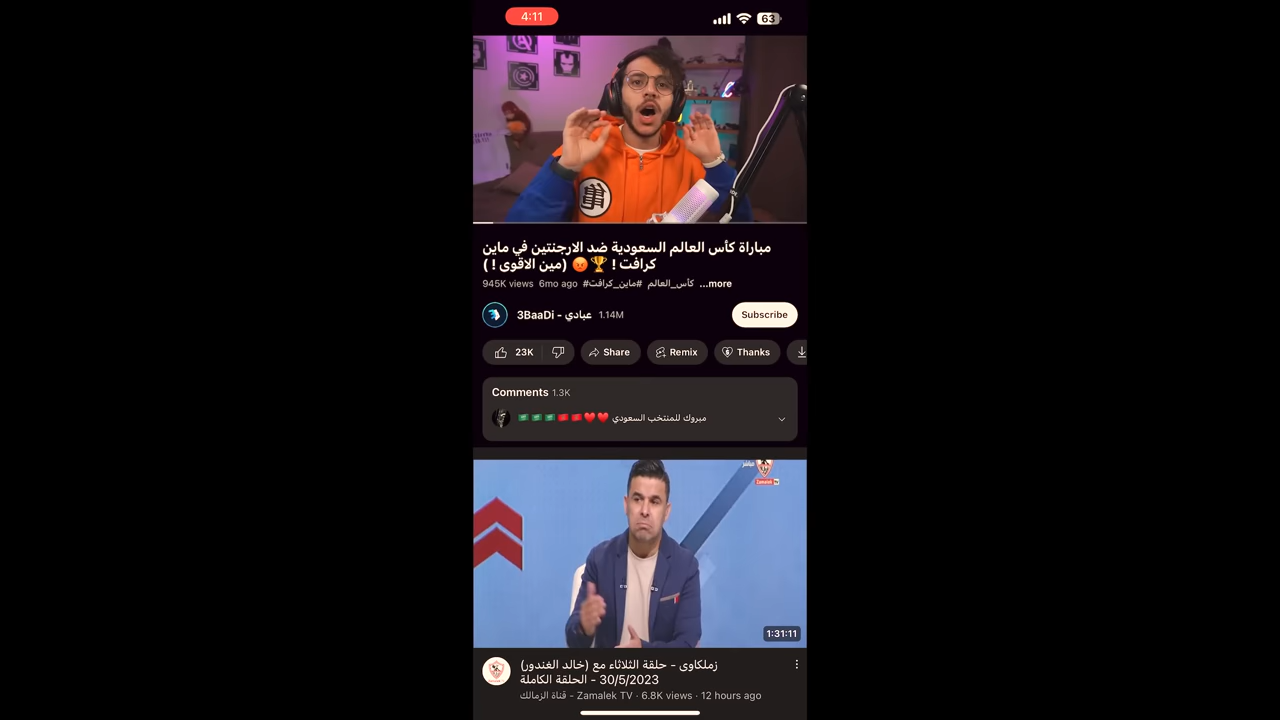 4:11
63
مباراة كأس العالم السعودية ضد الارجنتين في ماين
كرافت ! 🏆😡 (مين الاقوى ! )
945K views 6mo ago #كأس_العالم #ماين_كرافت ...more
3BaaDi - عبادي 1.14M
Subscribe
23K
Share
Remix
Thanks
Comments 1.3K
مبروك للمنتخب السعودي ❤️❤️🇲🇦🇲🇦🇸🇦🇸🇦🇸🇦
مباشر
Zamalek TV
1:31:11
زملكاوى - حلقة الثلاثاء مع (خالد الغندور)
30/5/2023 - الحلقة الكاملة
قناة الزمالك - Zamalek TV · 6.8K views · 12 hours ago